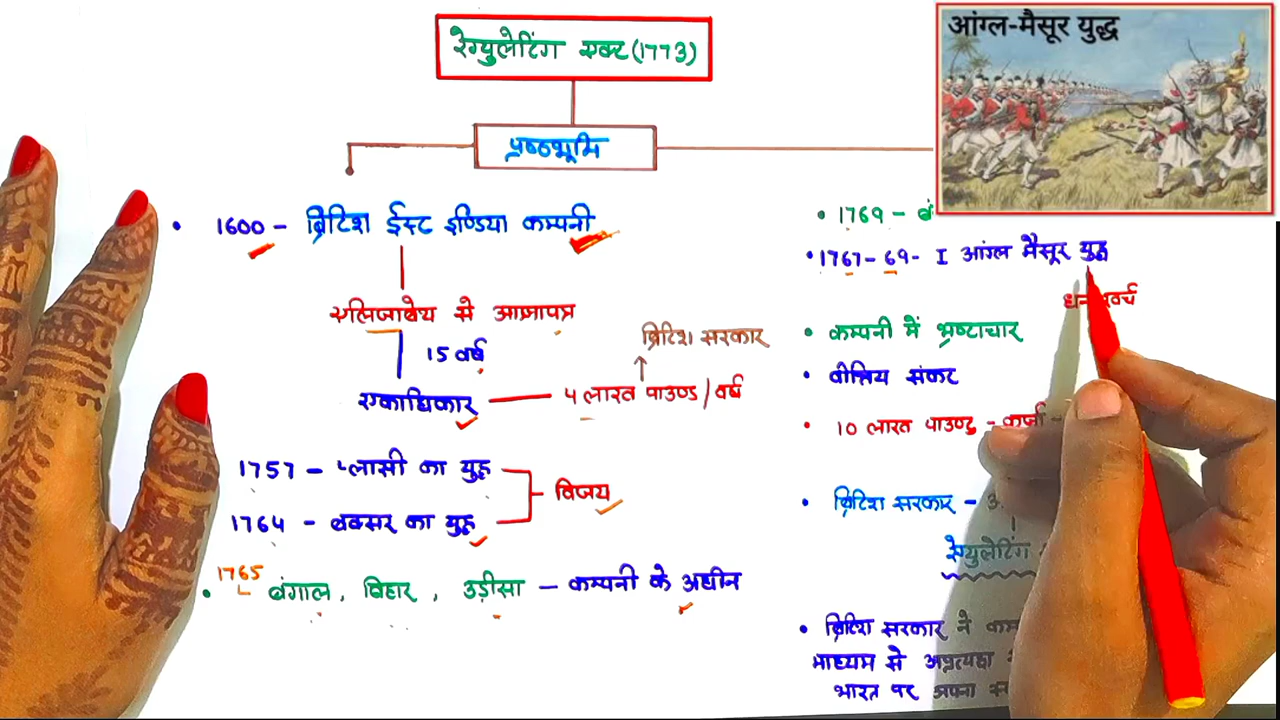 रेग्युलेटिंग एक्ट (1773)
पृष्ठभूमि
1600 - ब्रिटिश ईस्ट इण्डिया कम्पनी
एलिजाबेथ से आज्ञापत्र
15 वर्ष
एकाधिकार — 4 लाख पाउण्ड / वर्ष
ब्रिटिश सरकार
1757 - प्लासी का युद्ध
1764 - बक्सर का युद्ध
विजय
1765
बंगाल, बिहार, उड़ीसा - कम्पनी के अधीन
आंग्ल-मैसूर युद्ध
1769 -
1767-69- I आंग्ल मैसूर युद्ध
कम्पनी में भ्रष्टाचार
वीत्तिय संकट
10 लाख पाउण्ड - कर्जा -
ब्रिटिश सरकार -
रेग्युलेटिंग
ब्रिटिश सरकार ने
माध्यम से अप्रत्यक्ष
भारत पर अपना